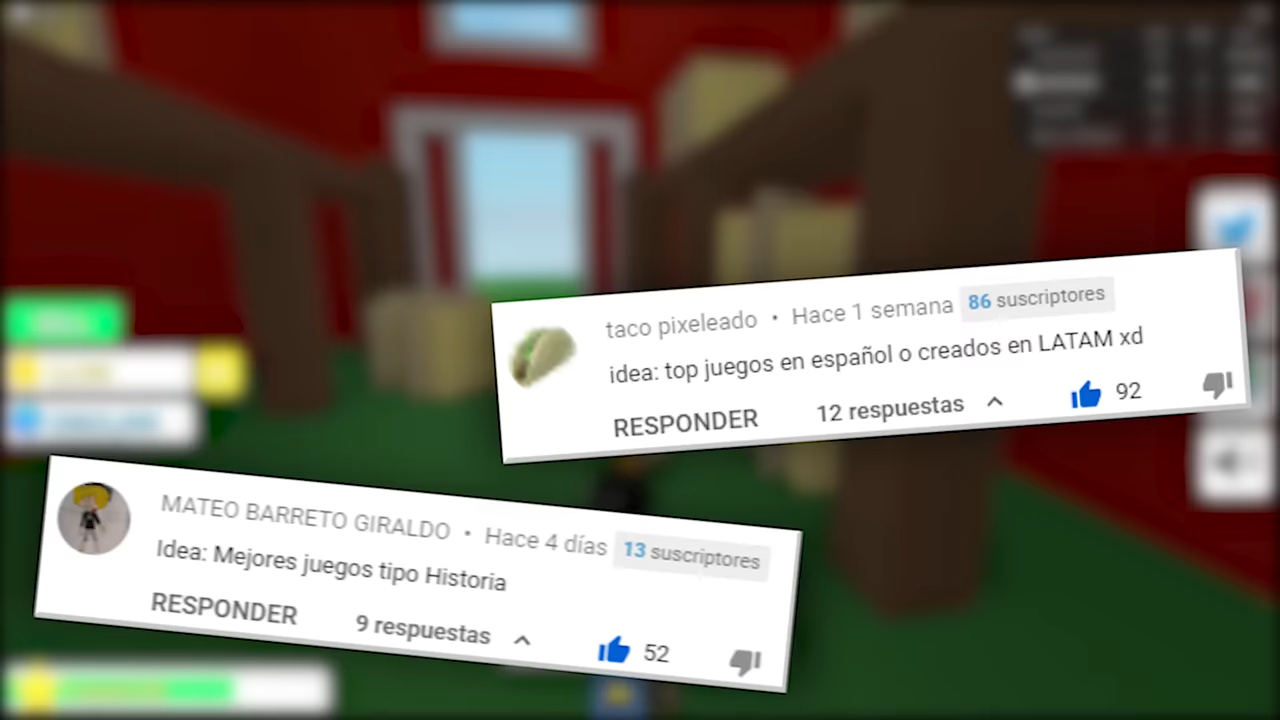 taco pixeleado • Hace 1 semana 86 suscriptores
idea: top juegos en español o creados en LATAM xd
RESPONDER 12 respuestas 92
MATEO BARRETO GIRALDO • Hace 4 días 13 suscriptores
Idea: Mejores juegos tipo Historia
RESPONDER 9 respuestas 52